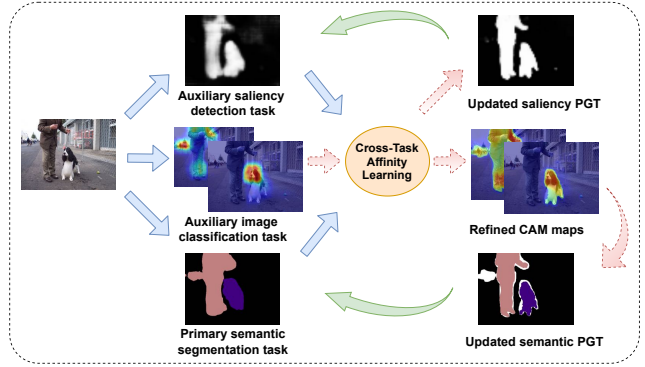 Auxiliary saliency
detection task
Updated saliency PGT
Cross-Task
Affinity
Learning
Auxiliary image
classification task
Refined CAM maps
Primary semantic
segmentation task
Updated semantic PGT